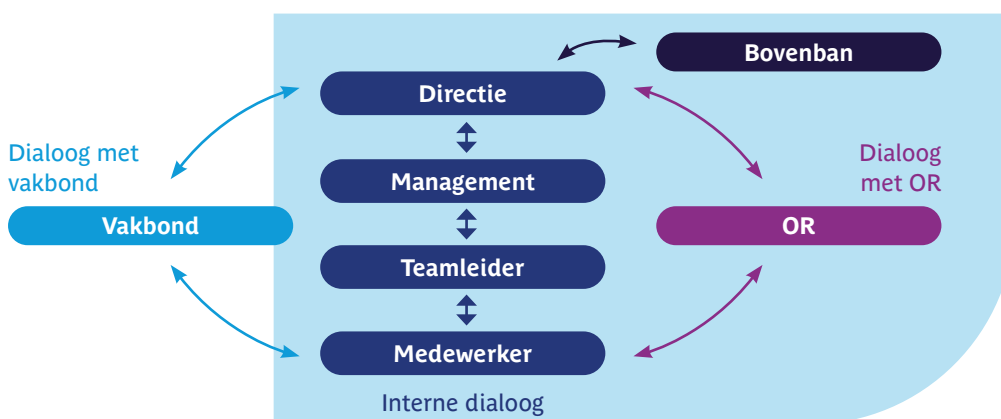 Bovenban
Directie
Dialoog met
vakbond
Dialoog
met OR
Management
Vakbond
OR
Teamleider
Medewerker
Interne dialoog